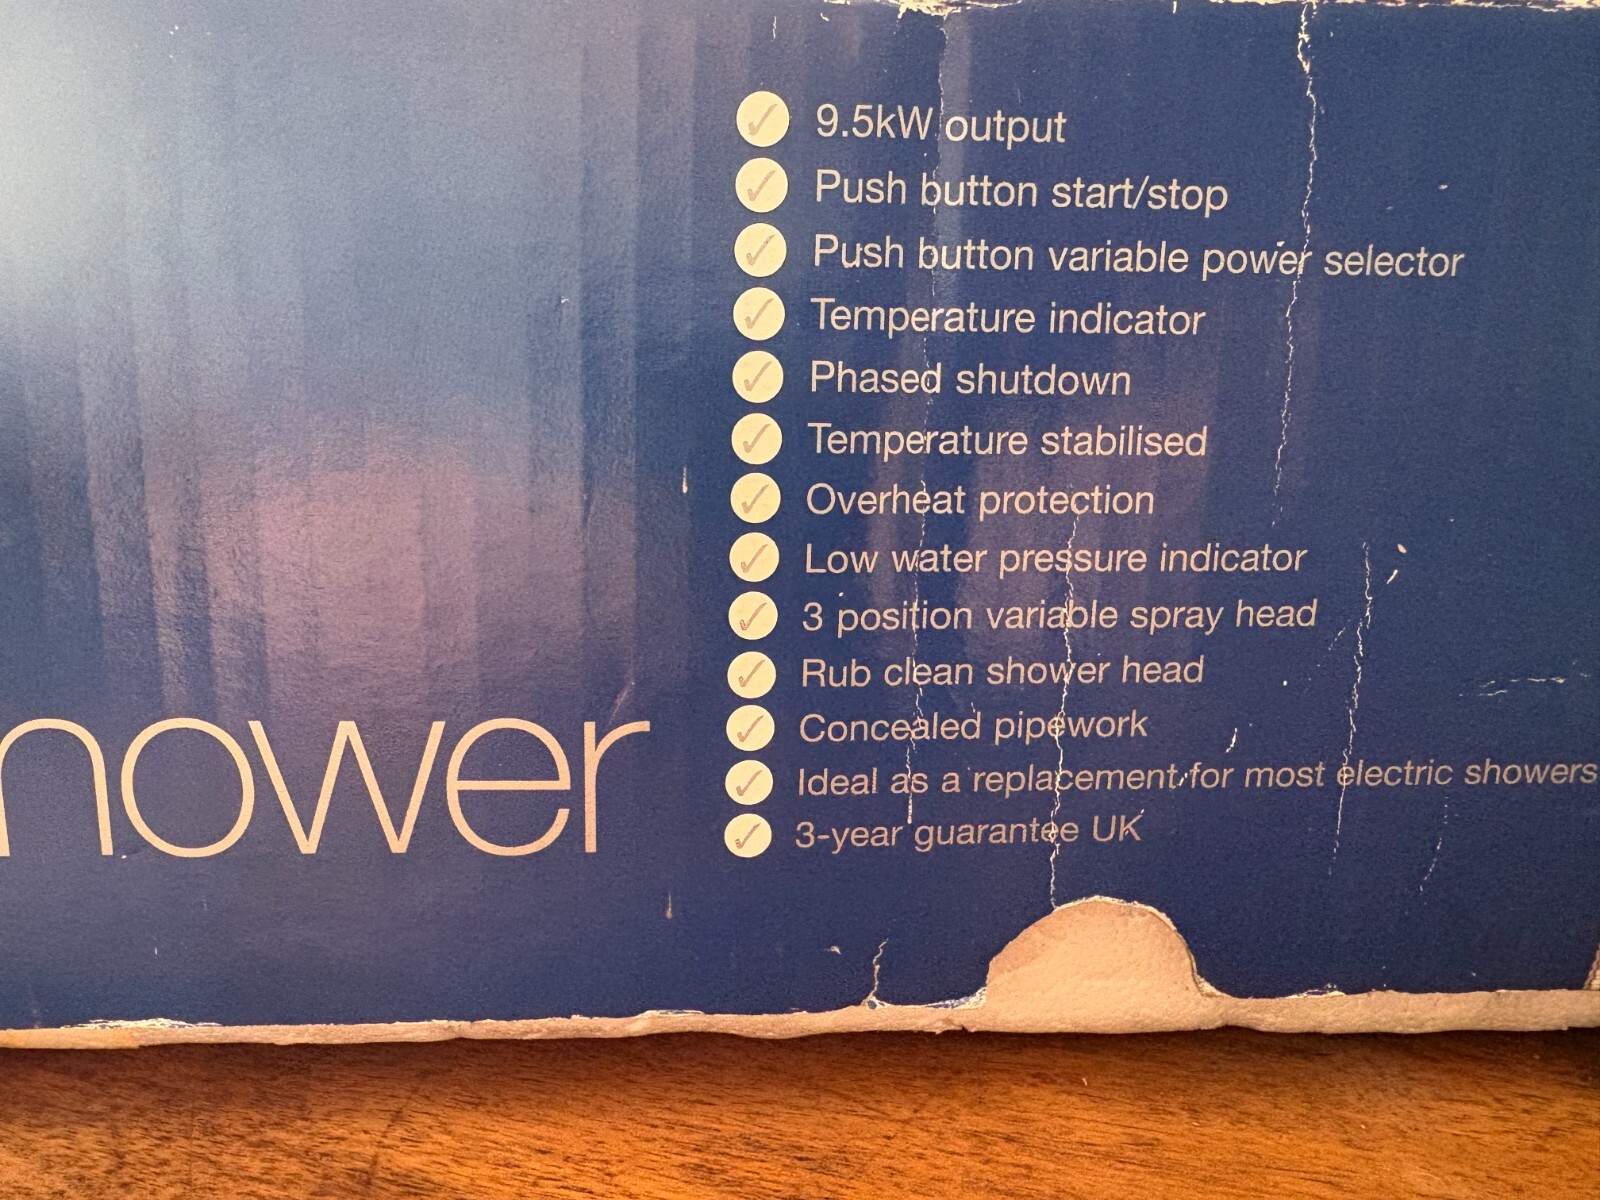 9.5kW output
Push button start/stop
Push button variable power selector
Temperature indicator
Phased shutdown
Temperature stabilised
Overheat protection
Low water pressure indicator
3 position variable spray head
Rub clean shower head
Concealed pipework
Ideal as a replacement for most electric showers
3-year guarantee UK
hower